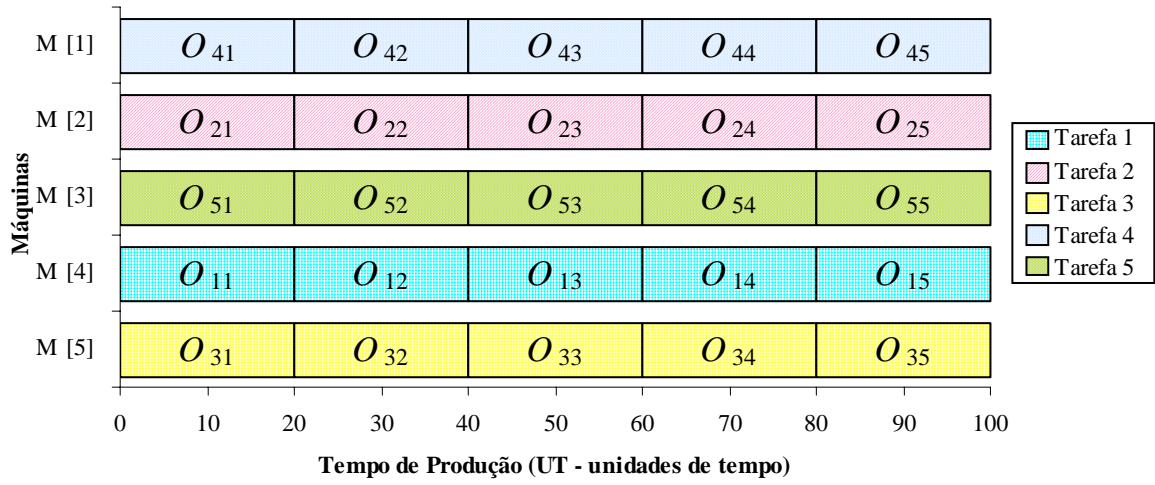 M [1] O 41 O 42 O 43 O 44 O 45
M [2] O 21 O 22 O 23 O 24 O 25
M [3] O 51 O 52 O 53 O 54 O 55
M [4] O 11 O 12 O 13 O 14 O 15
M [5] O 31 O 32 O 33 O 34 O 35
Máquinas
0 10 20 30 40 50 60 70 80 90 100
Tempo de Produção (UT - unidades de tempo)
Tarefa 1
Tarefa 2
Tarefa 3
Tarefa 4
Tarefa 5